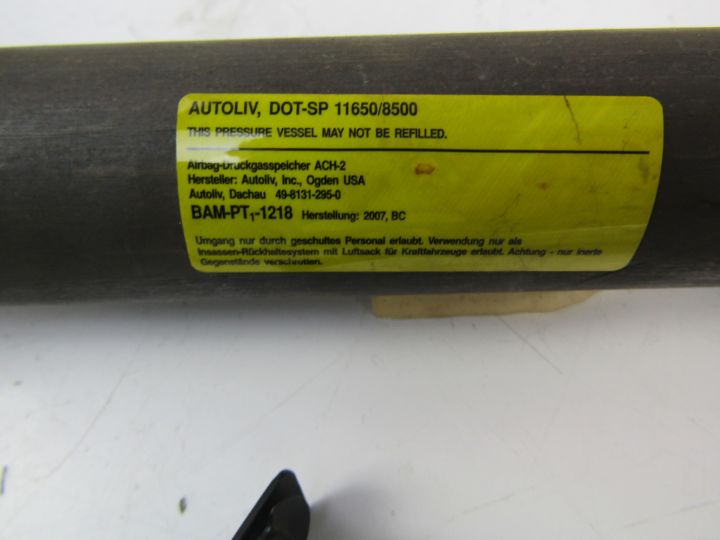 AUTOLIV, DOT-SP 11650/8500
THIS PRESSURE VESSEL MAY NOT BE REFILLED.
Airbag-Druckgasspeicher ACH-2
Hersteller: Autoliv, Inc., Ogden USA
Autoliv, Dachau 49-8131-295-0
BAM-PT₁-1218 Herstellung: 2007, BC
Umgang nur durch geschultes Personal erlaubt. Verwendung nur als
Insassen-Rückhaltesystem mit Luftsack für Kraftfahrzeuge erlaubt. Achtung - nur inerte
Gegenstände verschrotten.